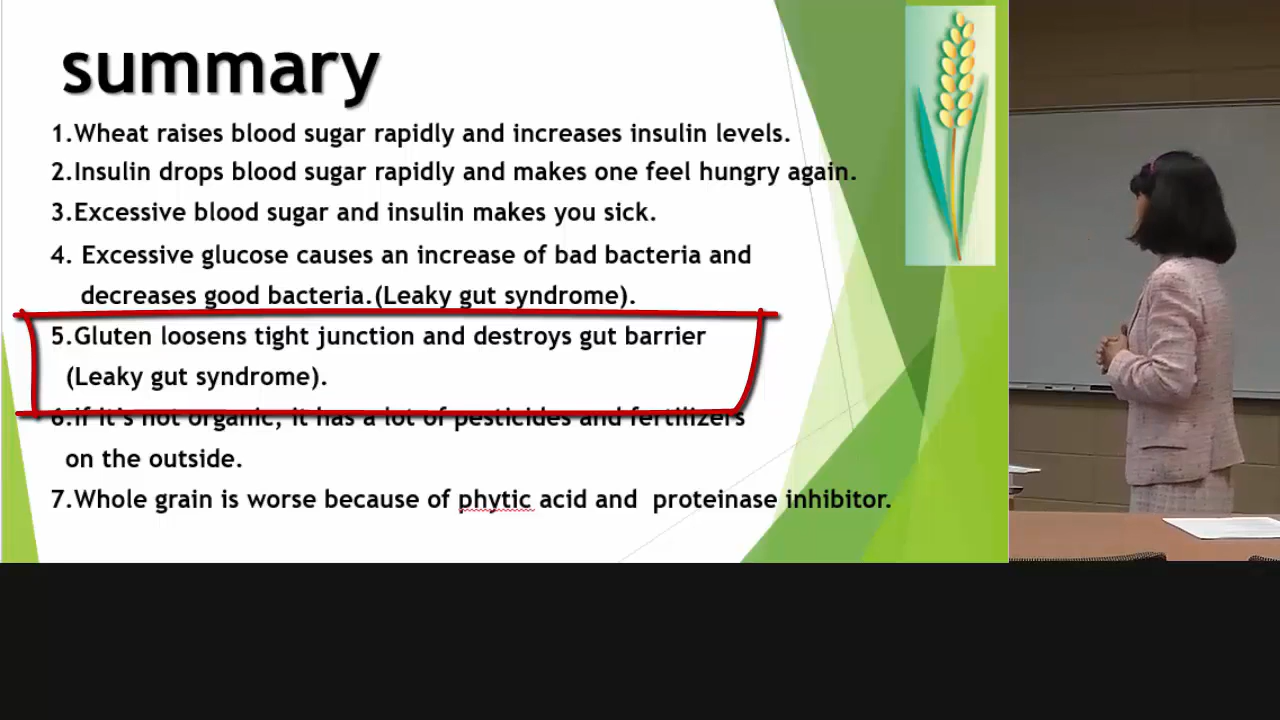 summary
1.Wheat raises blood sugar rapidly and increases insulin levels.
2.Insulin drops blood sugar rapidly and makes one feel hungry again.
3.Excessive blood sugar and insulin makes you sick.
4. Excessive glucose causes an increase of bad bacteria and
decreases good bacteria.(Leaky gut syndrome).
5.Gluten loosens tight junction and destroys gut barrier
(Leaky gut syndrome).
6.If it's not organic, it has a lot of pesticides and fertilizers
on the outside.
7.Whole grain is worse because of phytic acid and proteinase inhibitor.